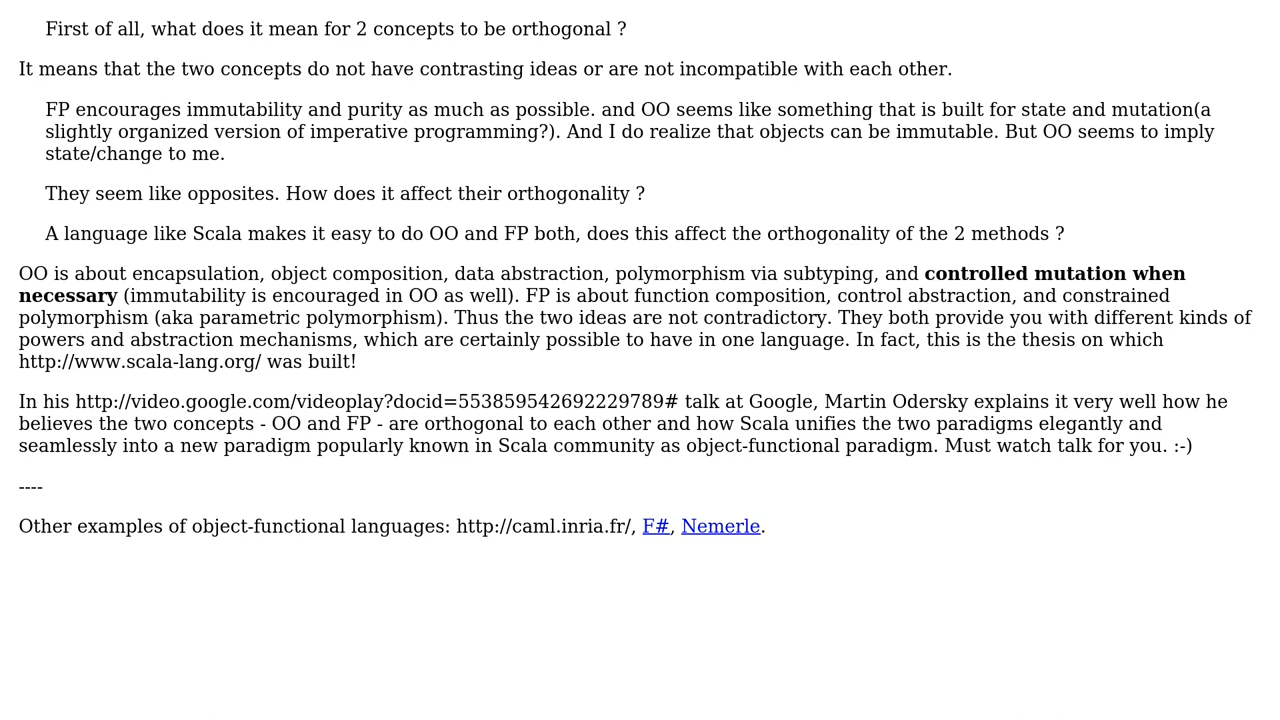 First of all, what does it mean for 2 concepts to be orthogonal ?
It means that the two concepts do not have contrasting ideas or are not incompatible with each other.
FP encourages immutability and purity as much as possible. and OO seems like something that is built for state and mutation(a
slightly organized version of imperative programming?). And I do realize that objects can be immutable. But OO seems to imply
state/change to me.
They seem like opposites. How does it affect their orthogonality ?
A language like Scala makes it easy to do OO and FP both, does this affect the orthogonality of the 2 methods ?
OO is about encapsulation, object composition, data abstraction, polymorphism via subtyping, and controlled mutation when
necessary (immutability is encouraged in OO as well). FP is about function composition, control abstraction, and constrained
polymorphism (aka parametric polymorphism). Thus the two ideas are not contradictory. They both provide you with different kinds of
powers and abstraction mechanisms, which are certainly possible to have in one language. In fact, this is the thesis on which
http://www.scala-lang.org/ was built!
In his http://video.google.com/videoplay?docid=553859542692229789# talk at Google, Martin Odersky explains it very well how he
believes the two concepts - OO and FP - are orthogonal to each other and how Scala unifies the two paradigms elegantly and
seamlessly into a new paradigm popularly known in Scala community as object-functional paradigm. Must watch talk for you. :-)
----
Other examples of object-functional languages: http://caml.inria.fr/, F#, Nemerle.